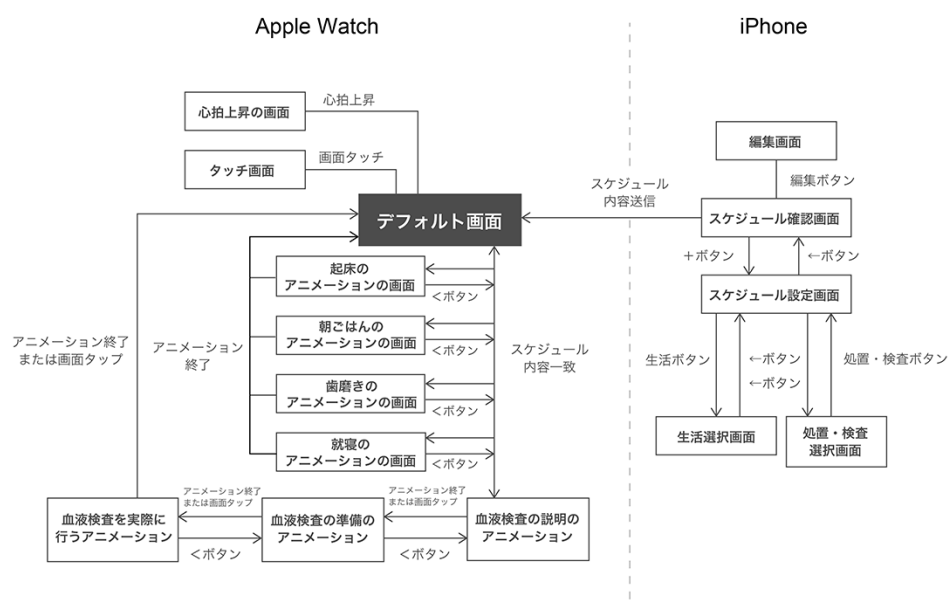 Apple Watch
iPhone
心拍上昇の画面
心拍上昇
タッチ画面
画面タッチ
デフォルト画面
スケジュール
内容送信
編集画面
編集ボタン
スケジュール確認画面
＋ボタン
←ボタン
スケジュール設定画面
起床の
アニメーションの画面
＜ボタン
朝ごはんの
アニメーションの画面
＜ボタン
歯磨きの
アニメーションの画面
＜ボタン
就寝の
アニメーションの画面
＜ボタン
アニメーション終了
または画面タップ
アニメーション
終了
スケジュール
内容一致
生活ボタン
←ボタン
←ボタン
処置・検査ボタン
生活選択画面
処置・検査
選択画面
血液検査を実際に
行うアニメーション
アニメーション終了
または画面タップ
＜ボタン
血液検査の準備の
アニメーション
アニメーション終了
または画面タップ
＜ボタン
血液検査の説明の
アニメーション